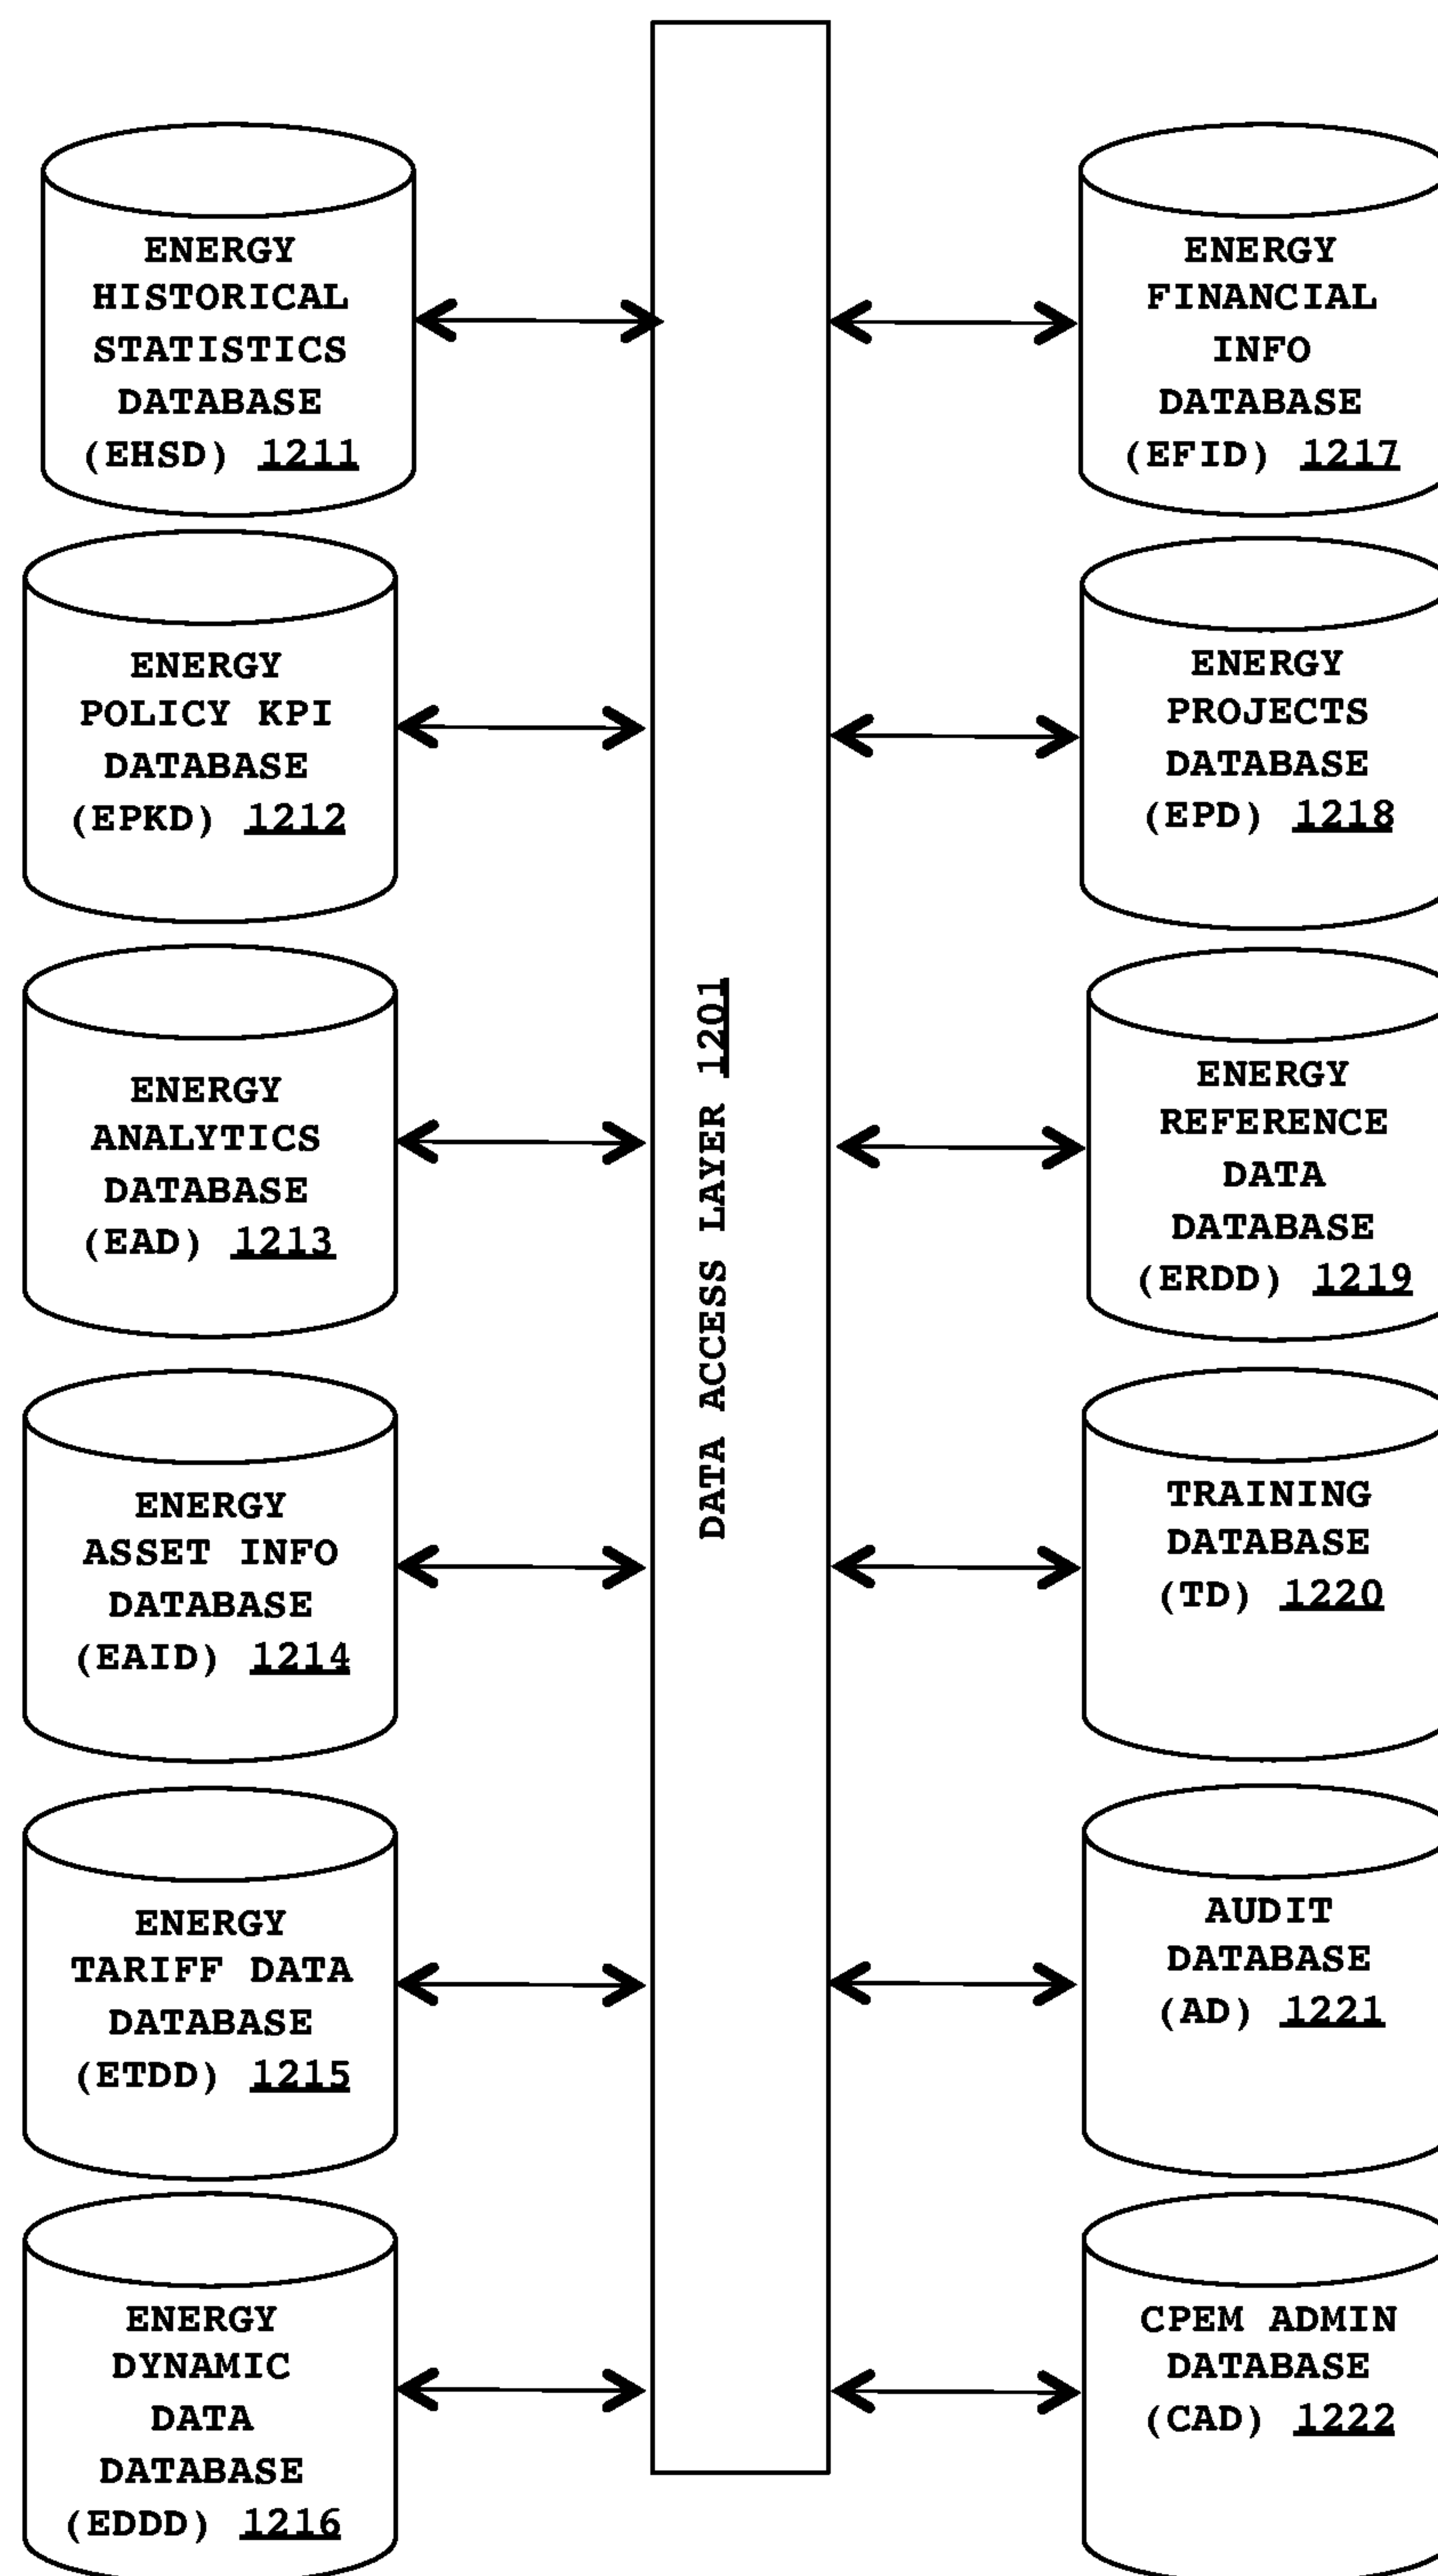 ENERGY
HISTORICAL
STATISTICS
DATABASE
(EHSD) 1211
ENERGY
POLICY KPI
DATABASE
(EPKD) 1212
ENERGY
ANALYTICS
DATABASE
(EAD) 1213
ENERGY
ASSET INFO
DATABASE
(EAID) 1214
ENERGY
TARIFF DATA
DATABASE
(ETDD) 1215
ENERGY
DYNAMIC
DATA
DATABASE
(EDDD) 1216
DATA ACCESS LAYER 1201
ENERGY
FINANCIAL
INFO
DATABASE
(EFID) 1217
ENERGY
PROJECTS
DATABASE
(EPD) 1218
ENERGY
REFERENCE
DATA
DATABASE
(ERDD) 1219
TRAINING
DATABASE
(TD) 1220
AUDIT
DATABASE
(AD) 1221
CPEM ADMIN
DATABASE
(CAD) 1222